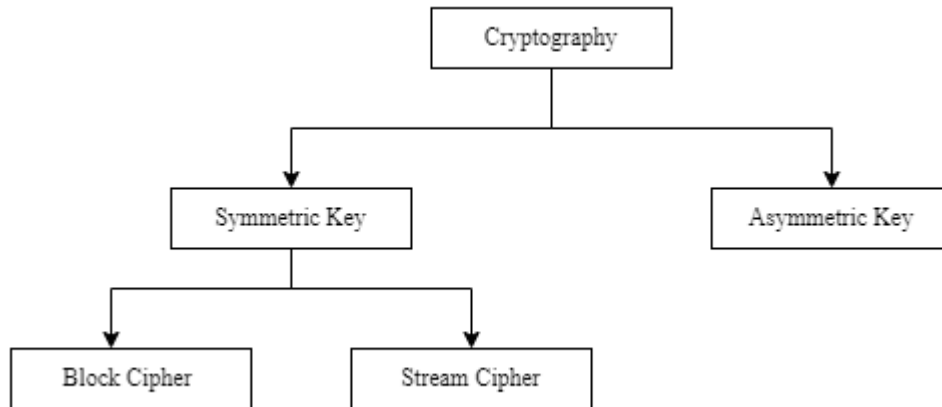 Cryptography
Symmetric Key
Asymmetric Key
Block Cipher
Stream Cipher